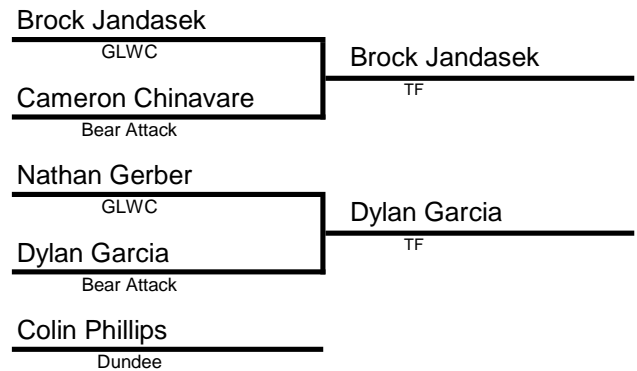 Brock Jandasek
GLWC
Brock Jandasek
TF
Cameron Chinavare
Bear Attack
Nathan Gerber
GLWC
Dylan Garcia
TF
Dylan Garcia
Bear Attack
Colin Phillips
Dundee